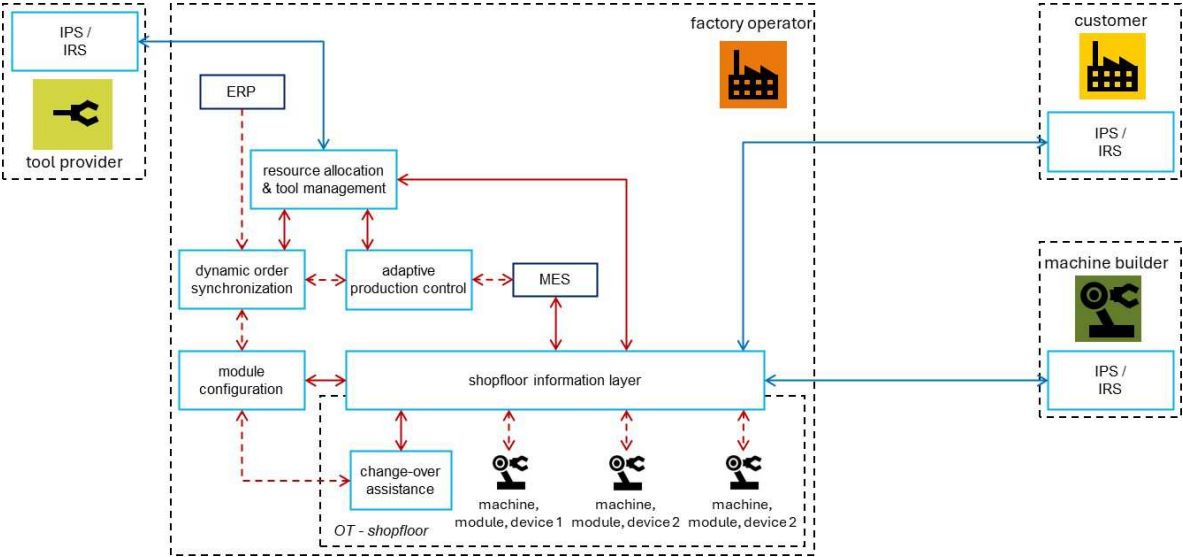 IPS /
IRS
tool provider
factory operator
customer
IPS /
IRS
ERP
resource allocation
& tool management
dynamic order
synchronization
adaptive
production control
MES
machine builder
IPS /
IRS
module
configuration
shopfloor information layer
change-over
assistance
machine,
module, device 1
machine,
module, device 2
machine,
module, device 2
OT - shopfloor